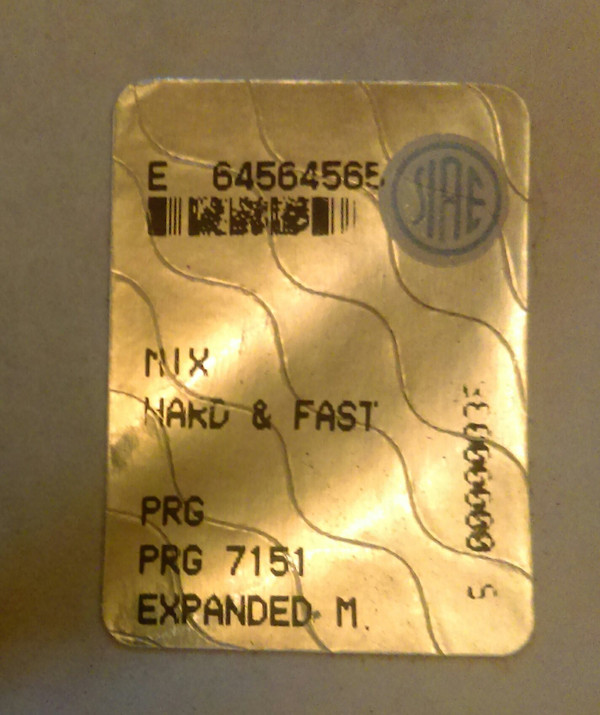 E 64564565
SIAE
MIX
HARD & FAST
PRG
PRG 7151
EXPANDED M.